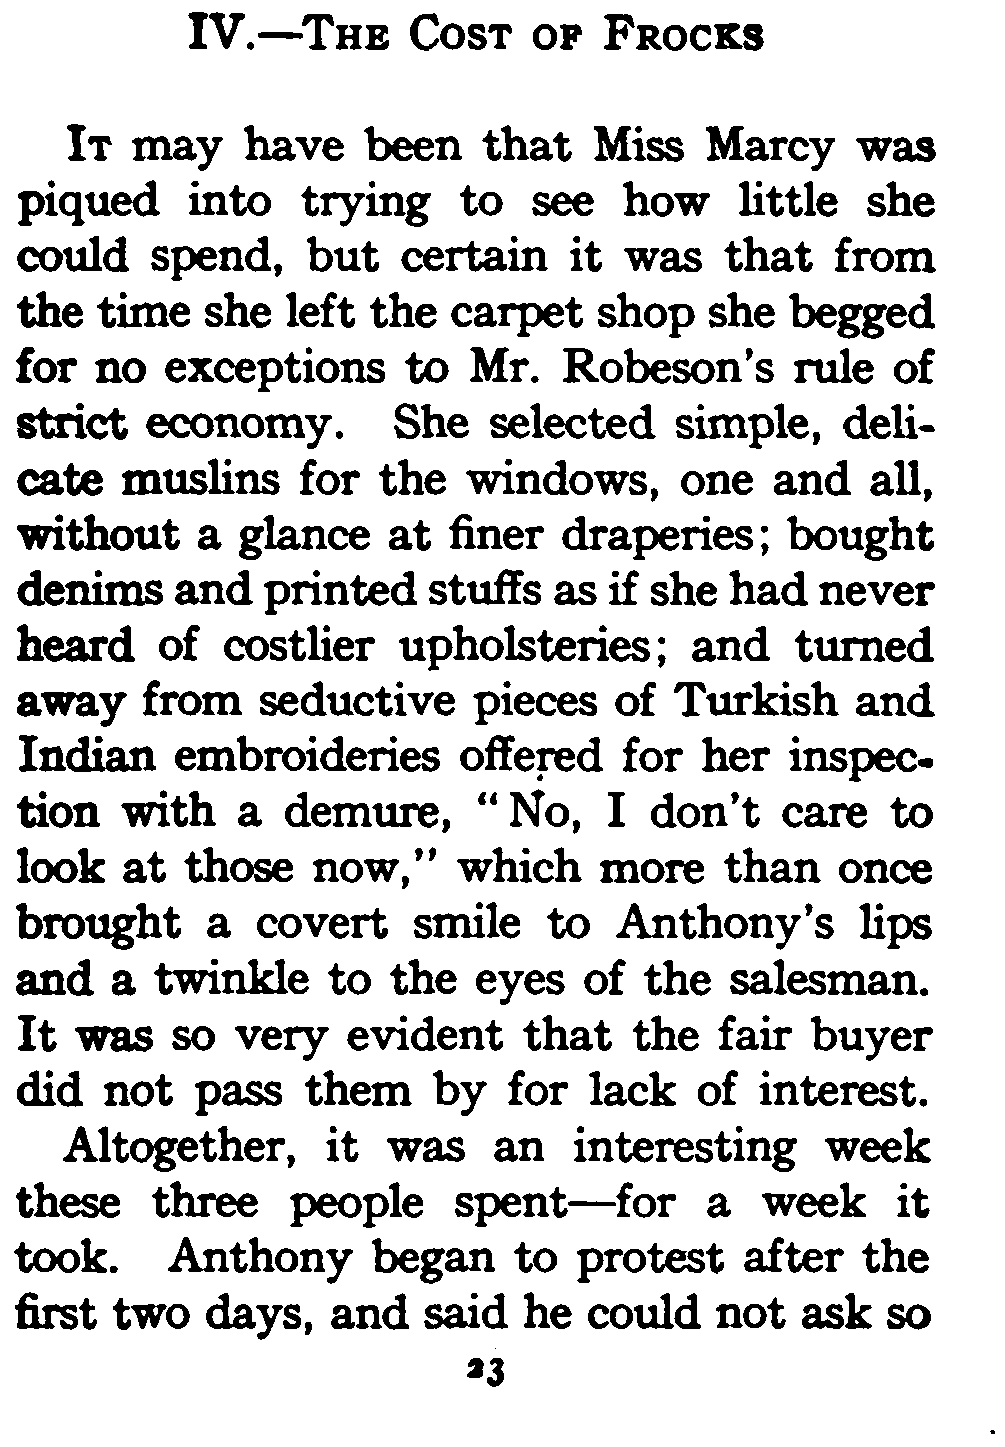 IV.—The Cost of Frocks
It may have been that Miss Marcy was
piqued into trying to see how little she
could spend, but certain it was that from
the time she left the carpet shop she begged
for no exceptions to Mr. Robeson's rule of
strict economy. She selected simple, deli-
cate muslins for the windows, one and all,
without a glance at finer draperies; bought
denims and printed stuffs as if she had never
heard of costlier upholsteries; and turned
away from seductive pieces of Turkish and
Indian embroideries offered for her inspec-
tion with a demure, "No, I don't care to
look at those now," which more than once
brought a covert smile to Anthony's lips
and a twinkle to the eyes of the salesman.
It was so very evident that the fair buyer
did not pass them by for lack of interest.
Altogether, it was an interesting week
these three people spent—for a week it
took. Anthony began to protest after the
first two days, and said he could not ask so
23